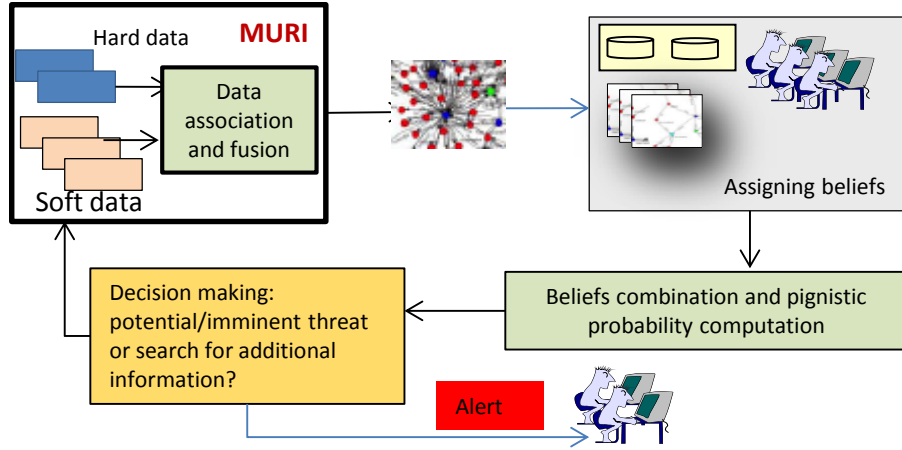 Hard data
MURI
Data
association
and fusion
Soft data
Assigning beliefs
Beliefs combination and pignistic
probability computation
Decision making:
potential/imminent threat
or search for additional
information?
Alert